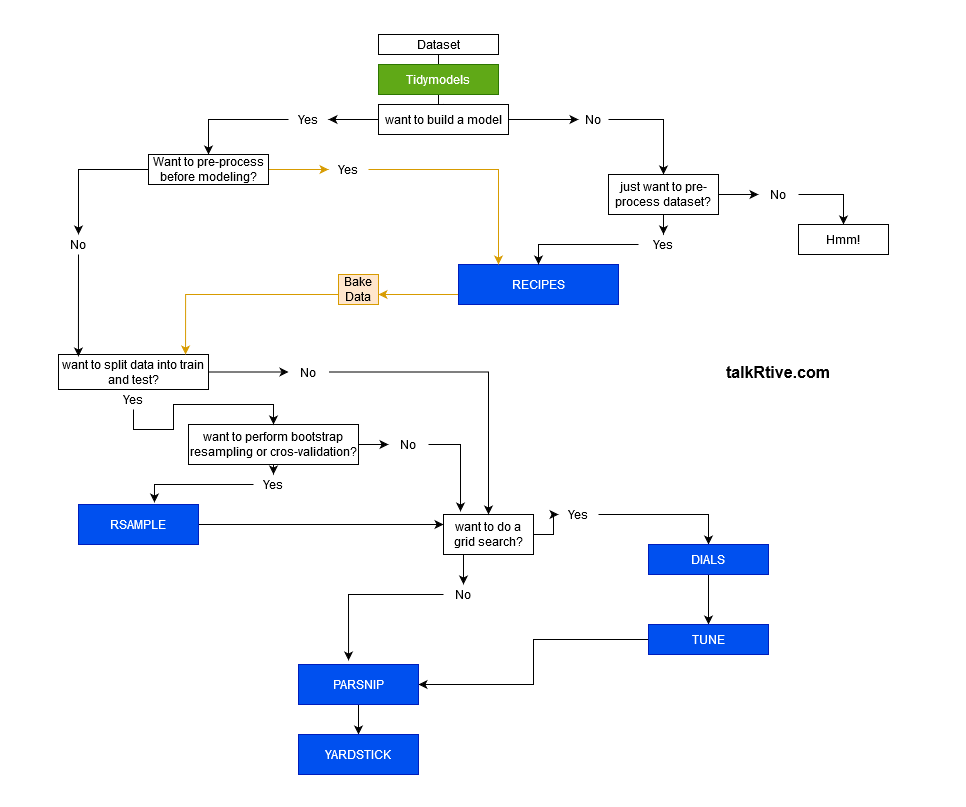 Dataset
Tidymodels
want to build a model
Yes
No
Want to pre-process
before modeling?
Yes
just want to pre-
process dataset?
No
No
Yes
Hmm!
RECIPES
Bake
Data
want to split data into train
and test?
No
talkRtive.com
Yes
want to perform bootstrap
resampling or cros-validation?
No
Yes
RSAMPLE
want to do a
grid search?
Yes
DIALS
No
TUNE
PARSNIP
YARDSTICK